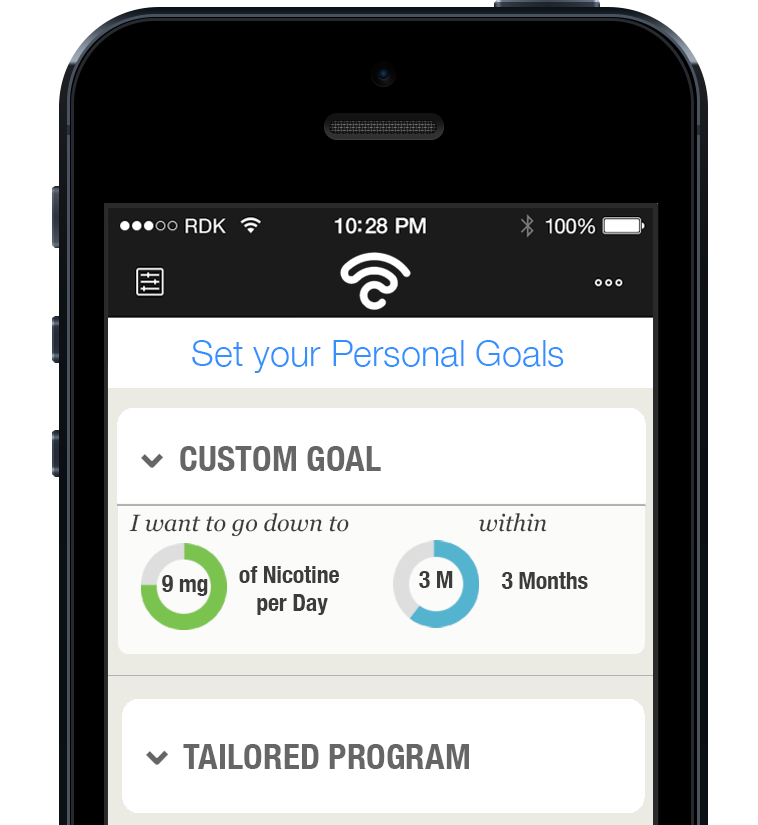 RDK 10:28 PM 100%
Set your Personal Goals
CUSTOM GOAL
I want to go down to within
9 mg of Nicotine per Day 3 M 3 Months
TAILORED PROGRAM